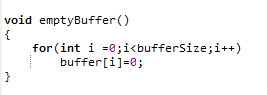 void emptyBuffer()
{
    for(int i =0;i<bufferSize;i++)
        buffer[i]=0;
}